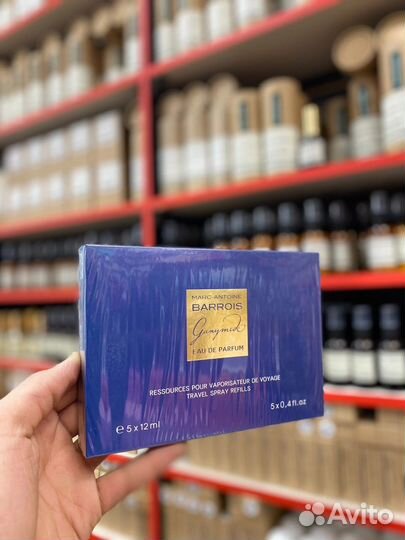 MARC-ANTOINE
BARROIS
Ganymede
EAU DE PARFUM
RESSOURCES POUR VAPORISATEUR DE VOYAGE
TRAVEL SPRAY REFILLS
℮ 5 x 12 ml
5 x 0.4 fl.oz
Avito